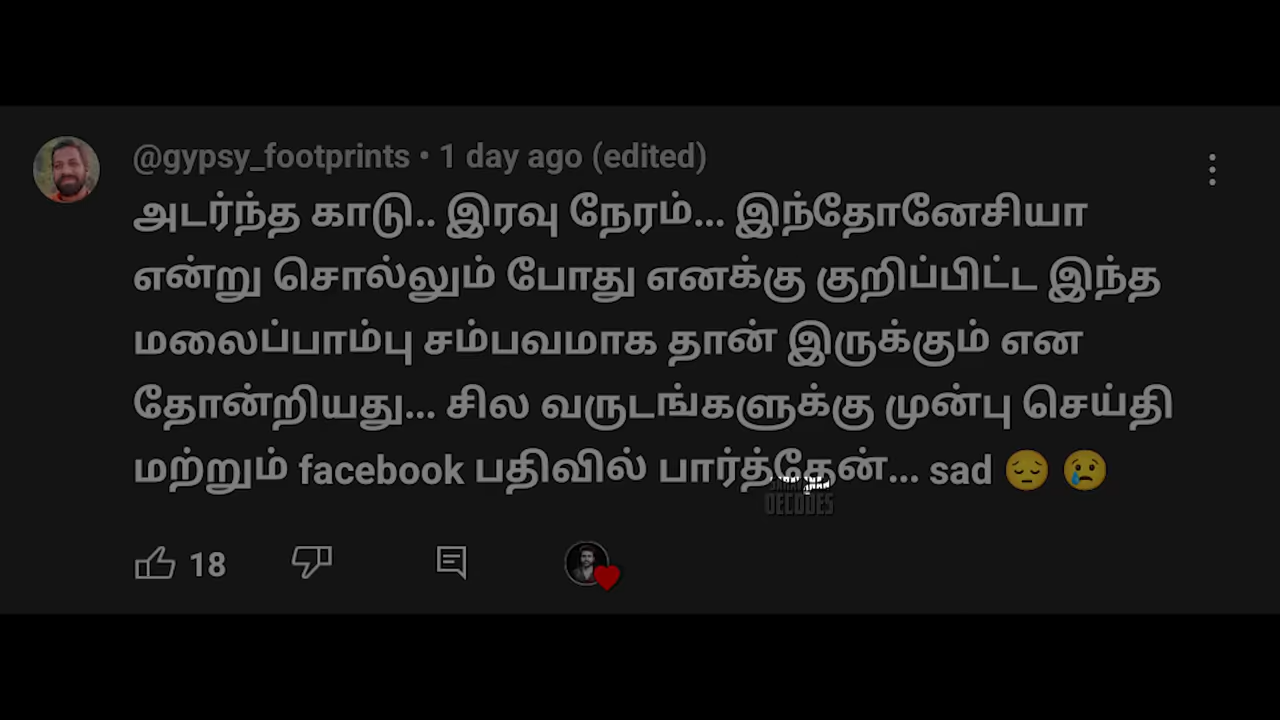 @gypsy_footprints • 1 day ago (edited)
அடர்ந்த காடு.. இரவு நேரம்... இந்தோனேசியா
என்று சொல்லும் போது எனக்கு குறிப்பிட்ட இந்த
மலைப்பாம்பு சம்பவமாக தான் இருக்கும் என
தோன்றியது... சில வருடங்களுக்கு முன்பு செய்தி
மற்றும் facebook பதிவில் பார்த்தேன்... sad 😔 😢
DECODES
18